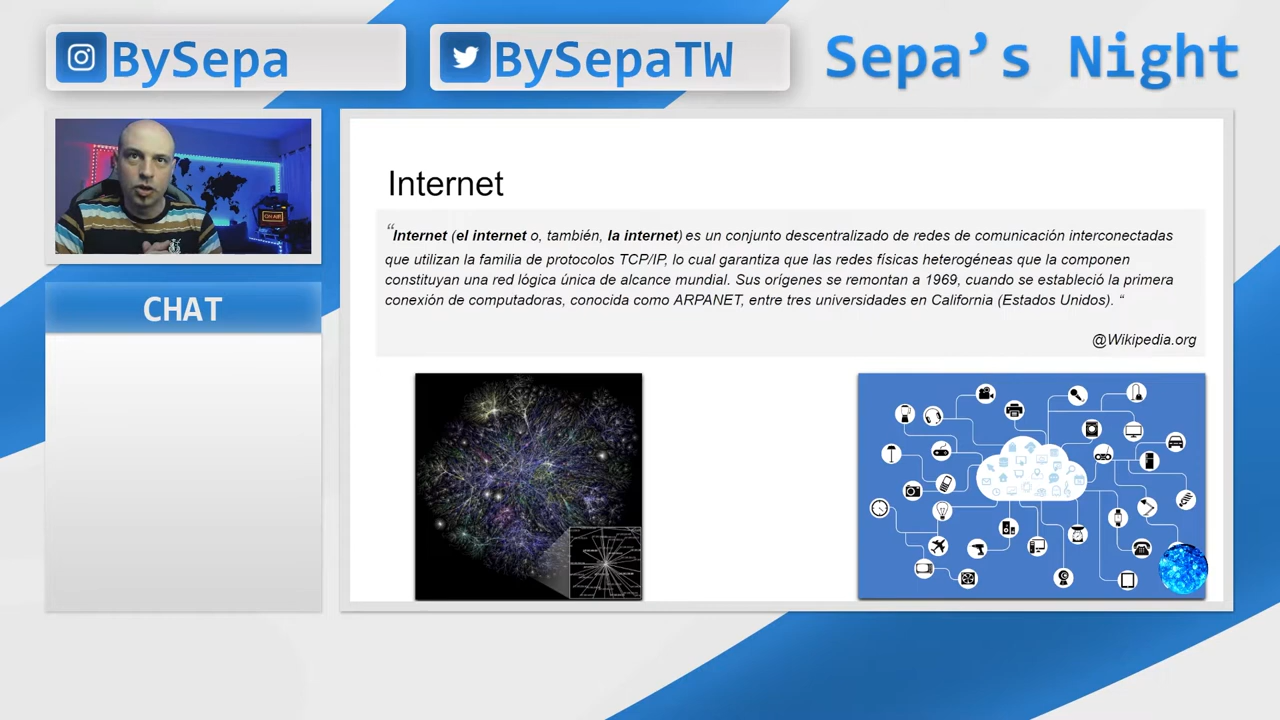 BySepa
BySepaTW
Sepa’s Night
ON AIR
CHAT
Internet
“Internet (el internet o, también, la internet) es un conjunto descentralizado de redes de comunicación interconectadas
que utilizan la familia de protocolos TCP/IP, lo cual garantiza que las redes físicas heterogéneas que la componen
constituyan una red lógica única de alcance mundial. Sus orígenes se remontan a 1969, cuando se estableció la primera
conexión de computadoras, conocida como ARPANET, entre tres universidades en California (Estados Unidos). “
@Wikipedia.org